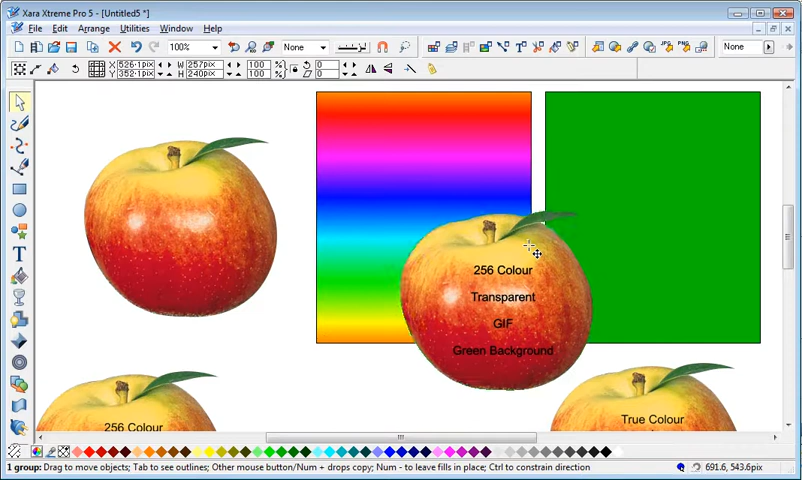 Xara Xtreme Pro 5 - [Untitled5 *]
File Edit Arrange Utilities Window Help
100% None None
X 526·1pix W 257pix 100 % 0
Y 352·1pix H 240pix 100 % 0
256 Colour
Transparent
GIF
Green Background
256 Colour
True Colour
1 group: Drag to move objects; Tab to see outlines; Other mouse button/Num + drops copy; Num - to leave fills in place; Ctrl to constrain direction
691.6, 543.6pix